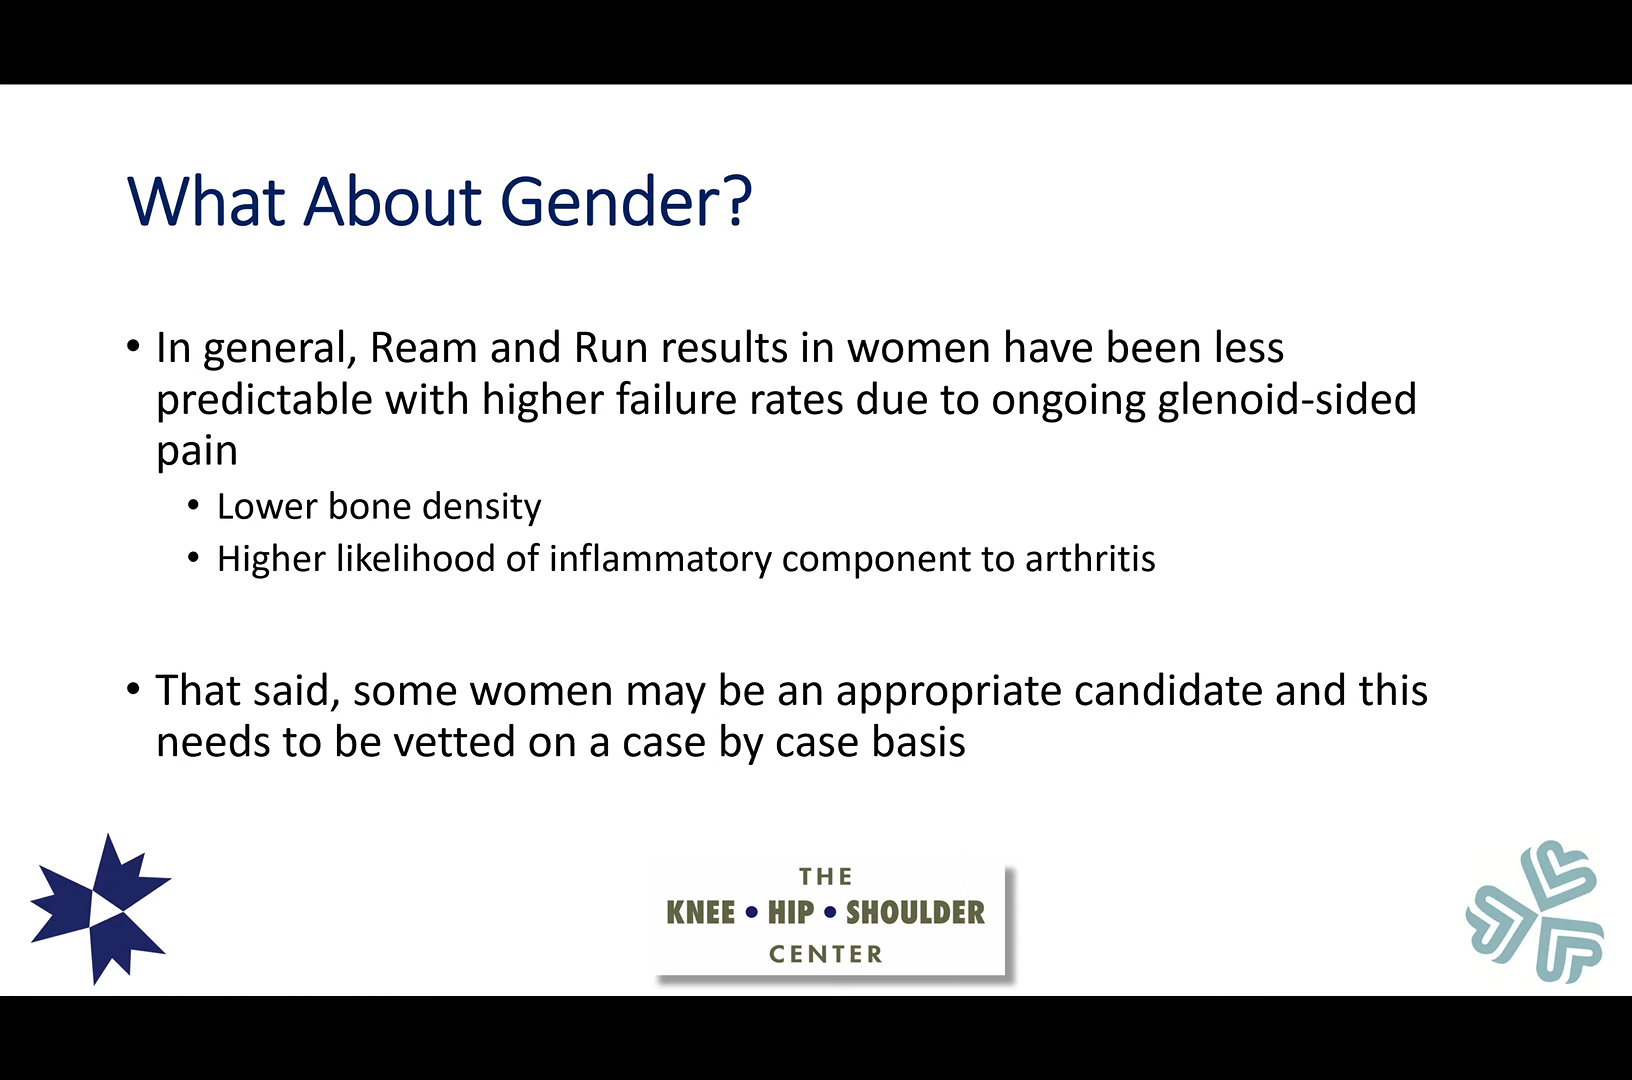 What About Gender?
• In general, Ream and Run results in women have been less
predictable with higher failure rates due to ongoing glenoid-sided
pain
• Lower bone density
• Higher likelihood of inflammatory component to arthritis
• That said, some women may be an appropriate candidate and this
needs to be vetted on a case by case basis
THE
KNEE • HIP • SHOULDER
CENTER